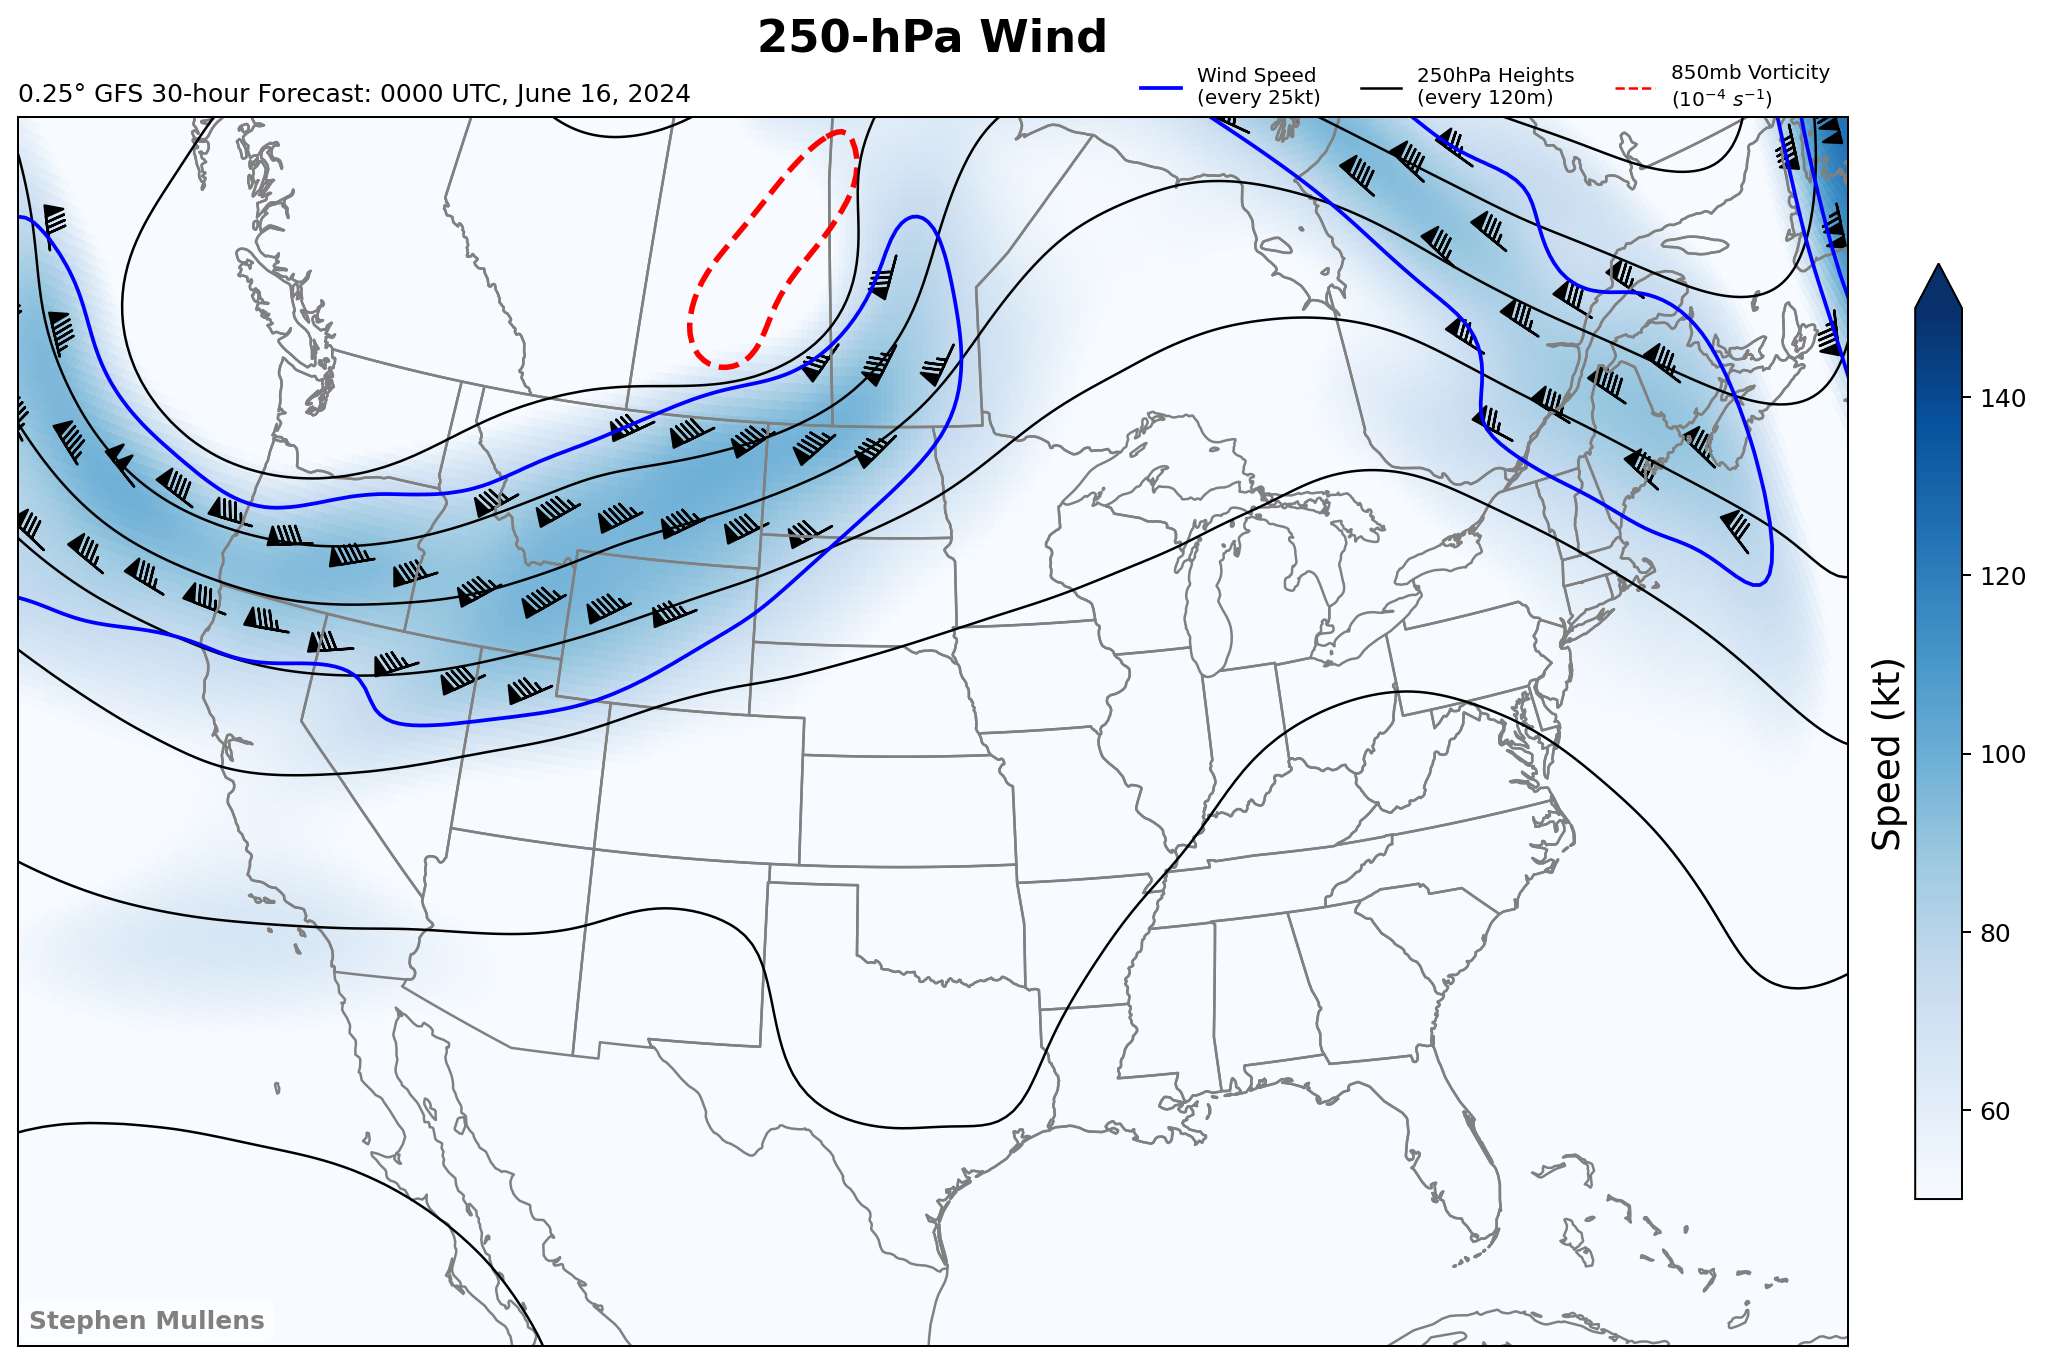 250-hPa Wind
0.25° GFS 30-hour Forecast: 0000 UTC, June 16, 2024
Wind Speed
(every 25kt)
250hPa Heights
(every 120m)
850mb Vorticity
(10⁻⁴ s⁻¹)
140
120
100
80
60
Speed (kt)
Stephen Mullens